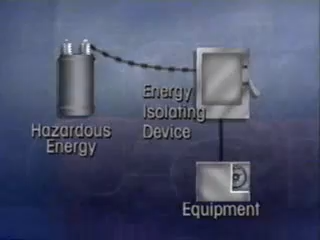 Energy
Isolating
Device
Hazardous
Energy
Equipment